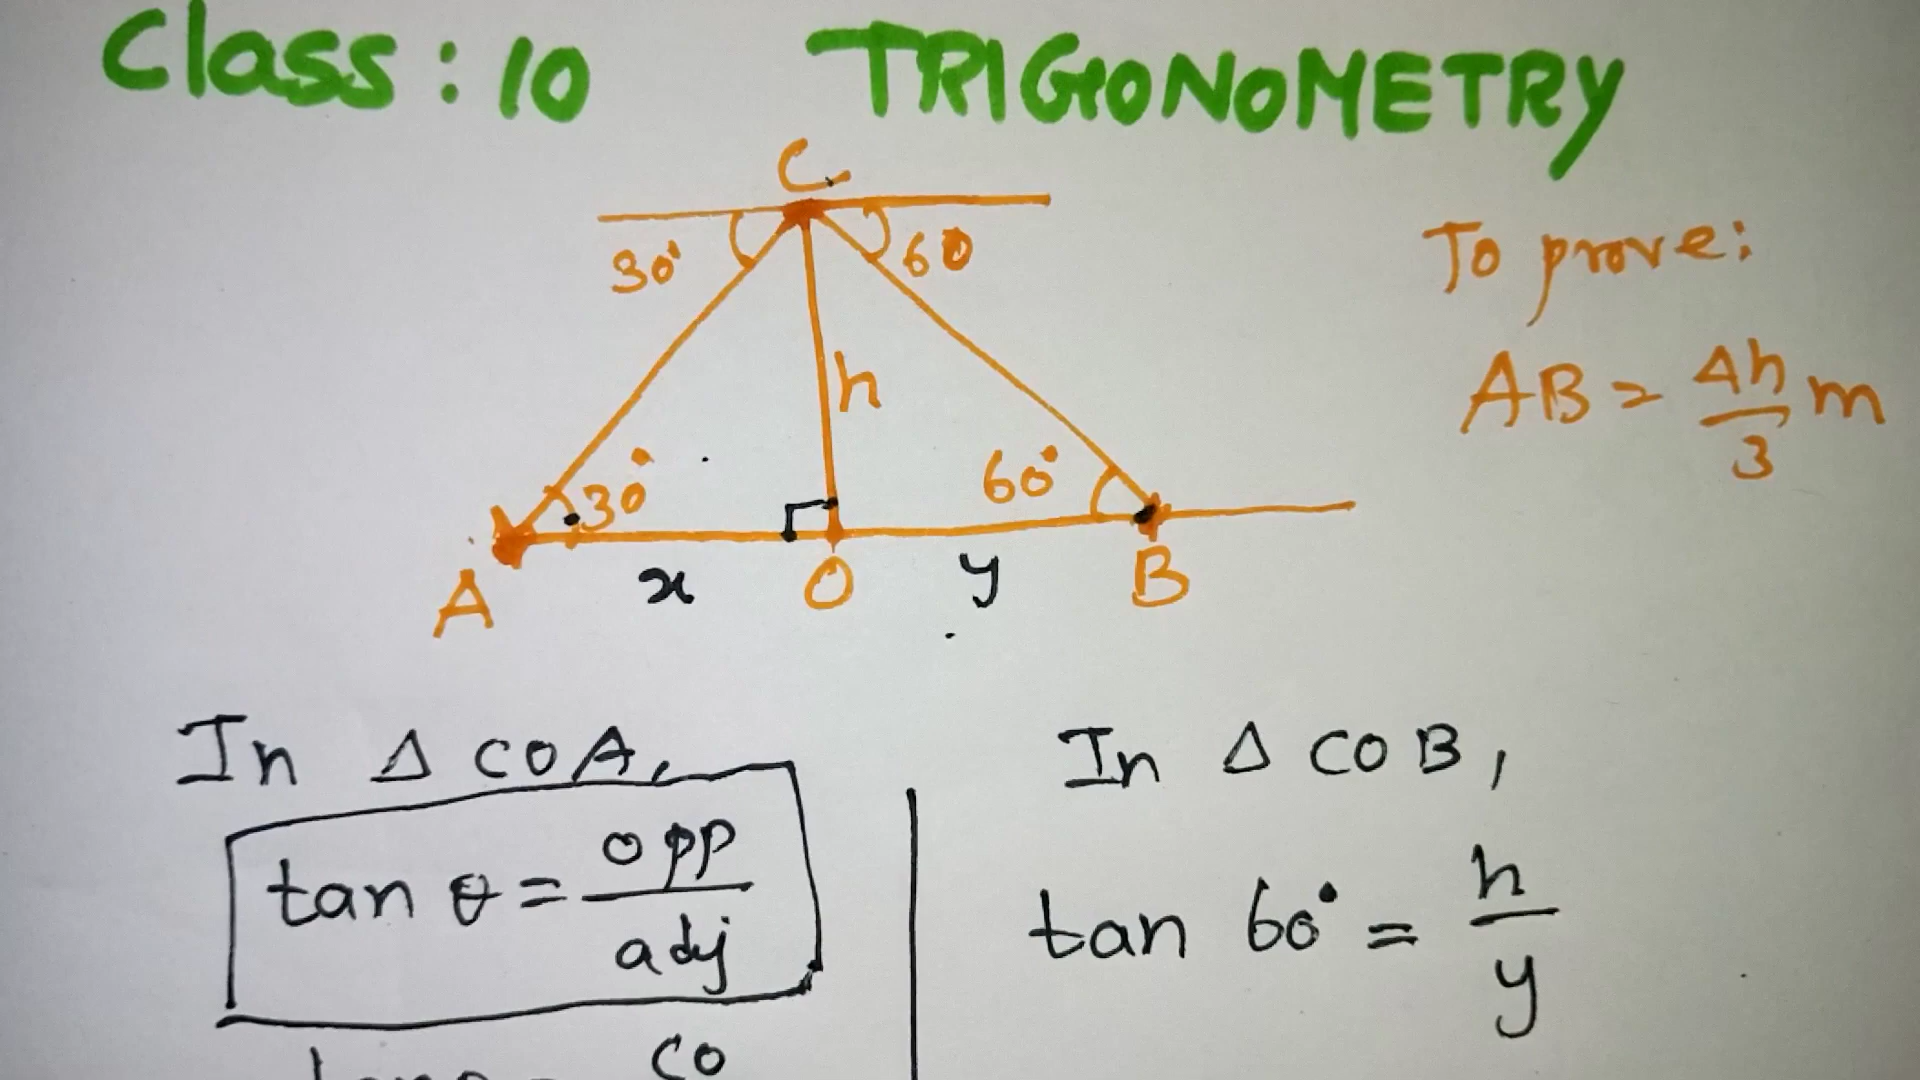 Class: 10 TRIGONOMETRY
C
30° 60
To prove:
h
AB = 4h/3 m
30° 60°
A x O y B
In Δ COA,
In Δ COB,
tan θ = opp/adj
tan 60° = h/y
CO